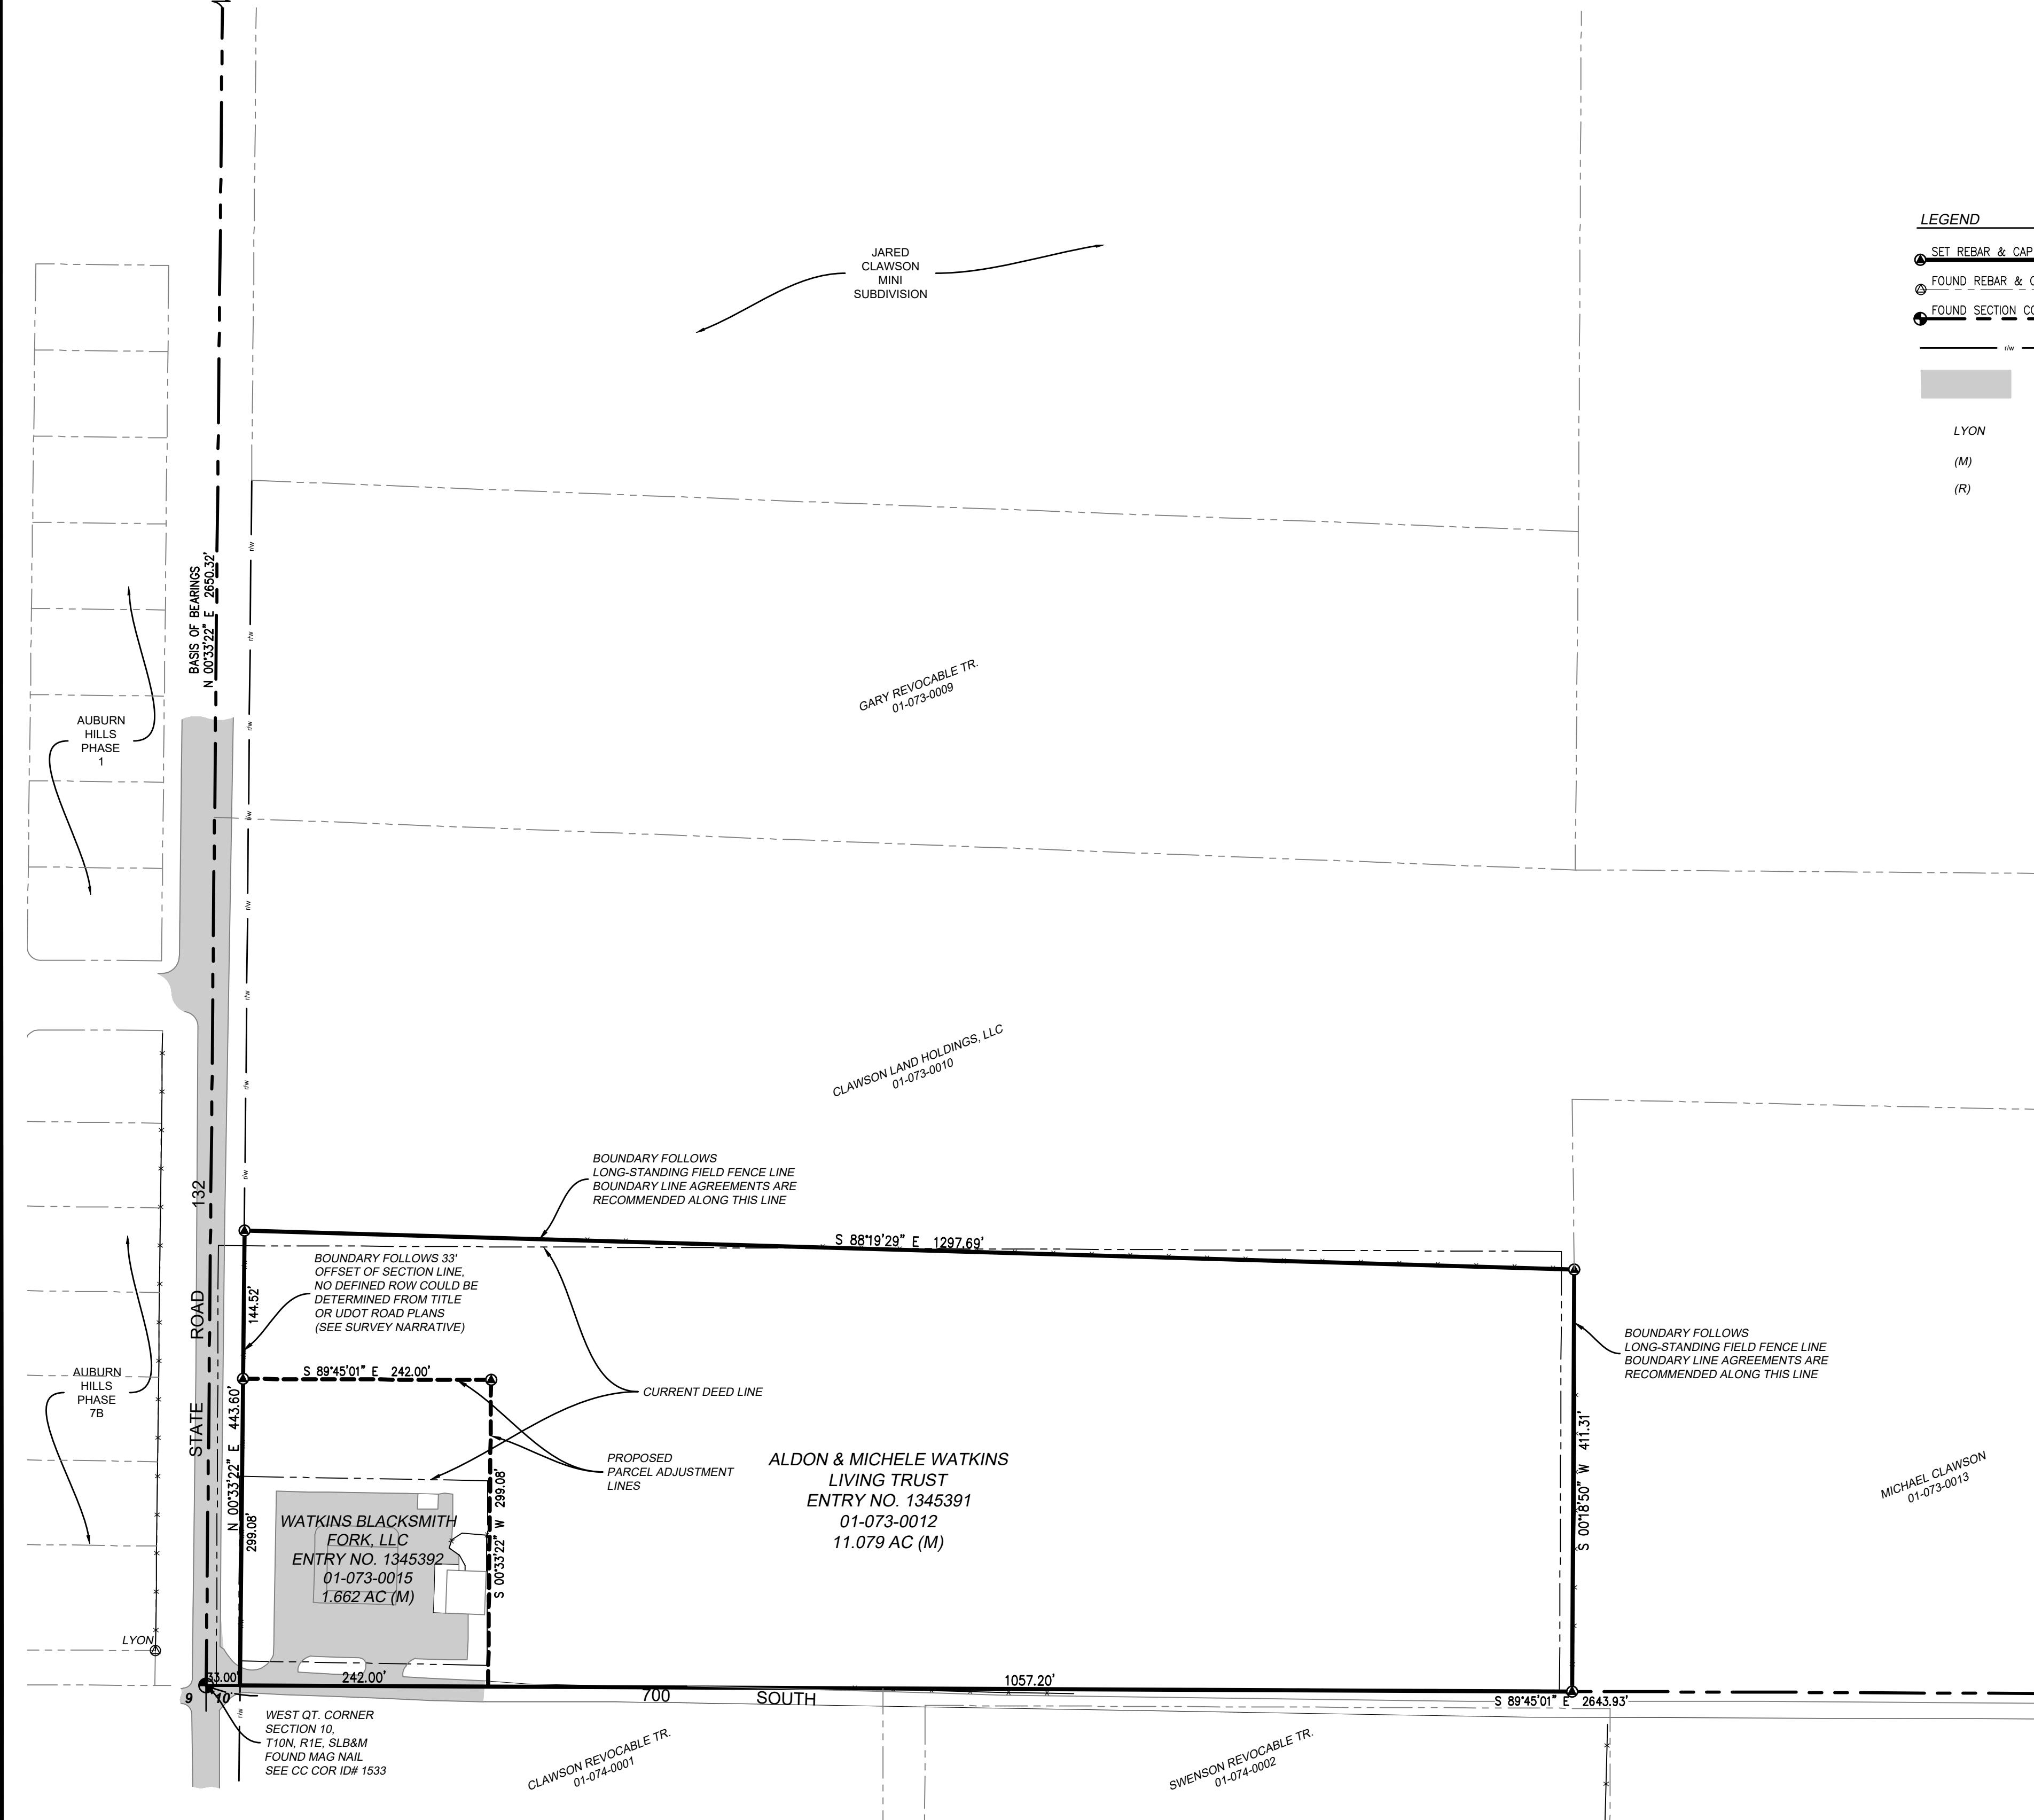 LEGEND
SET REBAR & CAP
FOUND REBAR &
FOUND SECTION
r/w
LYON
(M)
(R)
JARED
CLAWSON
MINI
SUBDIVISION
BASIS OF BEARINGS
N 00°33'22" E 2650.32'
r/w
r/w
r/w
r/w
r/w
r/w
r/w
r/w
GARY REVOCABLE TR.
01-073-0009
AUBURN
HILLS
PHASE
1
CLAWSON LAND HOLDINGS, LLC
01-073-0010
BOUNDARY FOLLOWS
LONG-STANDING FIELD FENCE LINE
BOUNDARY LINE AGREEMENTS ARE
RECOMMENDED ALONG THIS LINE
S 88°19'29" E 1297.69'
STATE ROAD 132
BOUNDARY FOLLOWS 33'
OFFSET OF SECTION LINE,
NO DEFINED ROW COULD BE
DETERMINED FROM TITLE
OR UDOT ROAD PLANS
(SEE SURVEY NARRATIVE)
144.52'
S 89°45'01" E 242.00'
CURRENT DEED LINE
BOUNDARY FOLLOWS
LONG-STANDING FIELD FENCE LINE
BOUNDARY LINE AGREEMENTS ARE
RECOMMENDED ALONG THIS LINE
AUBURN
HILLS
PHASE
7B
N 00°33'22" E 443.60'
299.08'
PROPOSED
PARCEL ADJUSTMENT
LINES
S 00°33'22" W 299.08'
ALDON & MICHELE WATKINS
LIVING TRUST
ENTRY NO. 1345391
01-073-0012
11.079 AC (M)
S 00°18'50" W 411.31'
MICHAEL CLAWSON
01-073-0013
WATKINS BLACKSMITH
FORK, LLC
ENTRY NO. 1345392
01-073-0015
1.662 AC (M)
LYON
33.00'
242.00'
1057.20'
9 10
700 SOUTH
S 89°45'01" E 2643.93'
r/w
WEST QT. CORNER
SECTION 10,
T10N, R1E, SLB&M
FOUND MAG NAIL
SEE CC COR ID# 1533
CLAWSON REVOCABLE TR.
01-074-0001
SWENSON REVOCABLE TR.
01-074-0002